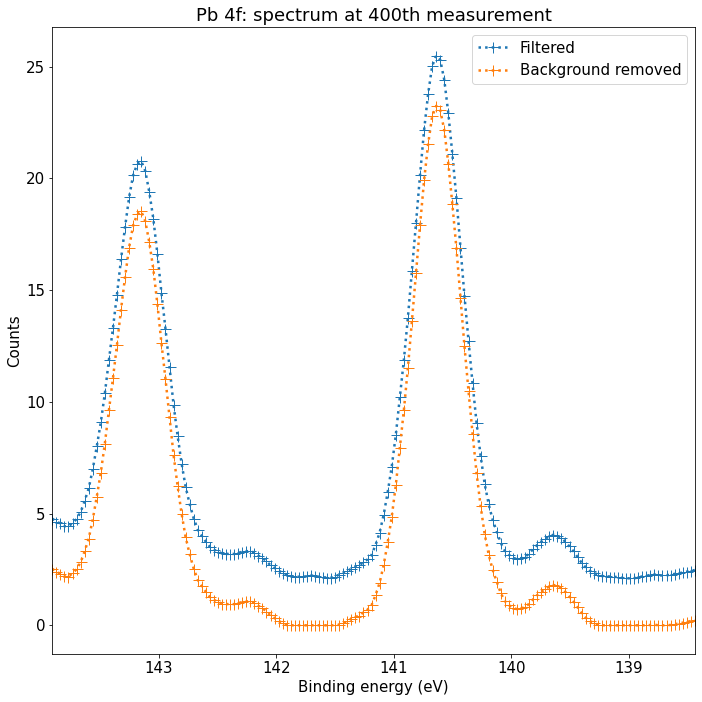 Pb 4f: spectrum at 400th measurement
Filtered
Background removed
25
20
15
10
5
0
Counts
143
142
141
140
139
Binding energy (eV)